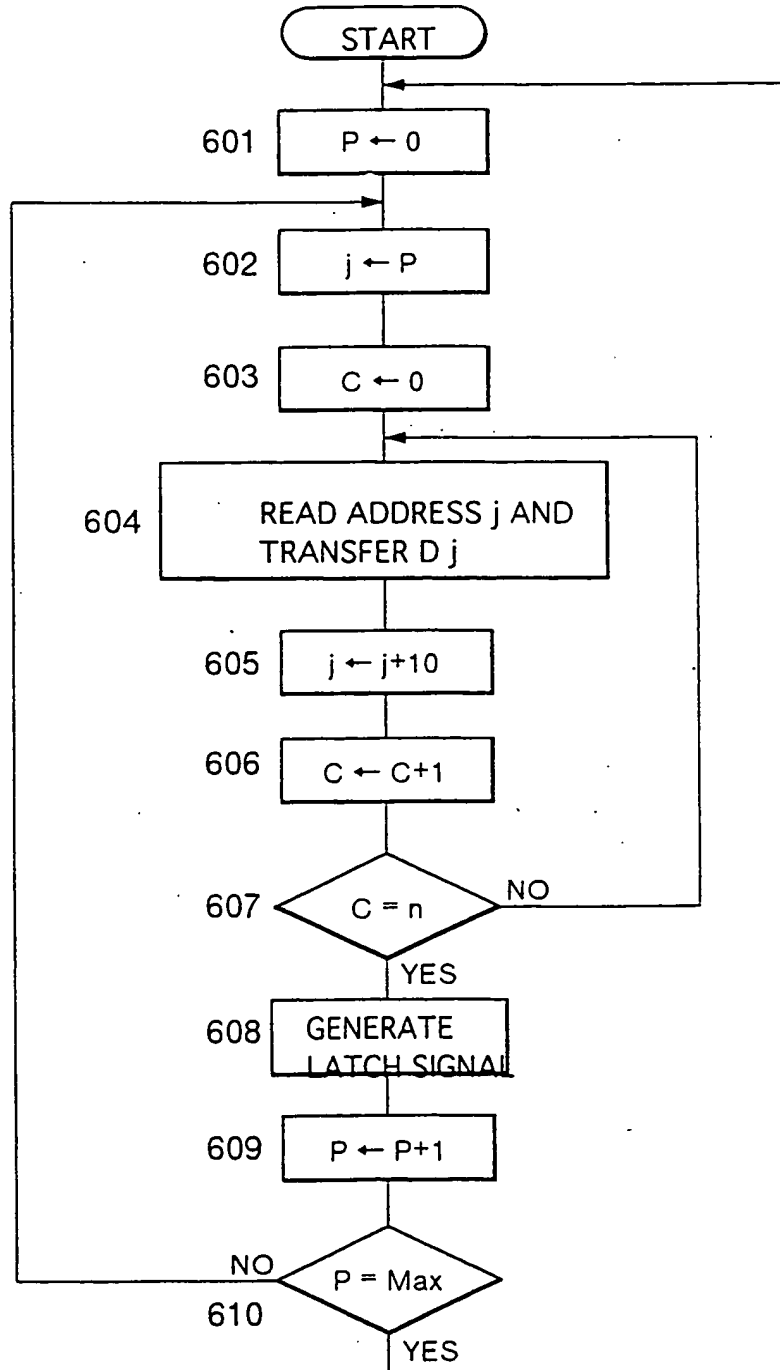 START
601
P ← 0
602
j ← P
603
C ← 0
604
READ ADDRESS j AND
TRANSFER D j
605
j ← j+10
606
C ← C+1
607
C = n
NO
YES
608
GENERATE
LATCH SIGNAL
609
P ← P+1
NO
P = Max
610
YES